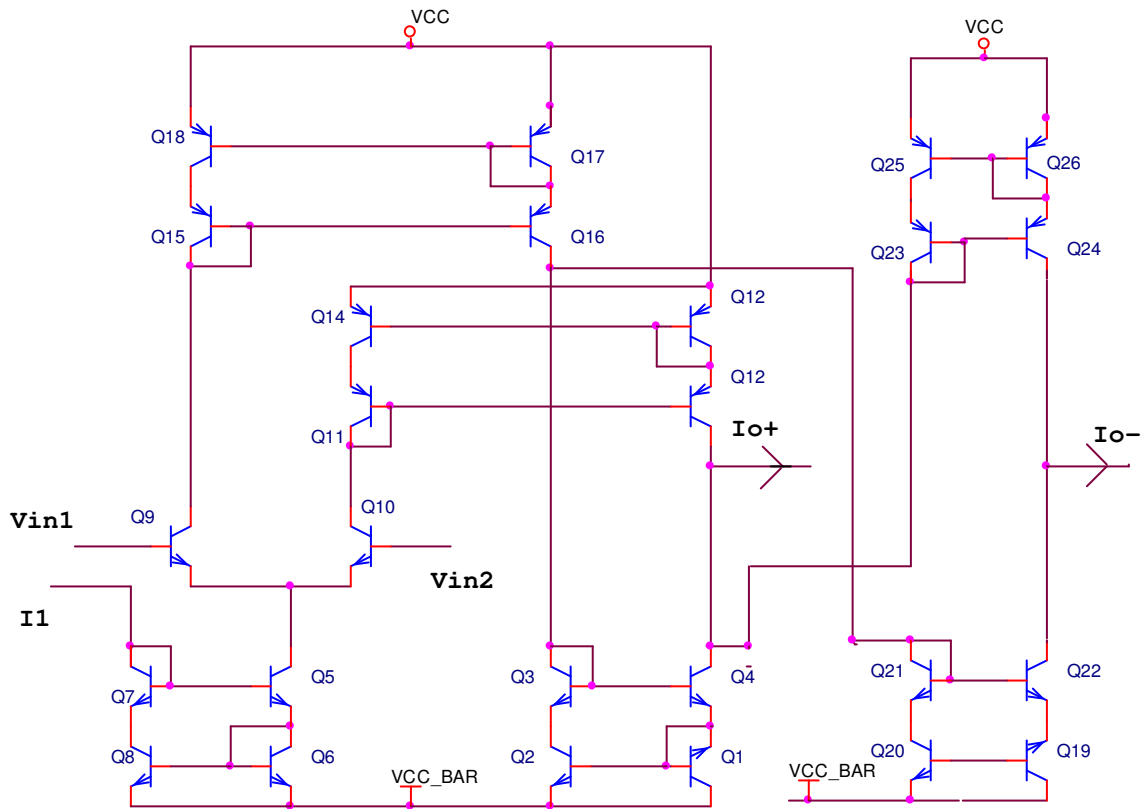 VCC
VCC
Q18
Q17
Q25
Q26
Q15
Q16
Q23
Q24
Q14
Q12
Q11
Q12
Io+
Io-
Vin1
Q9
Q10
Vin2
I1
Q7
Q5
Q3
Q4
Q21
Q22
Q8
Q6
Q2
Q1
Q20
Q19
VCC_BAR
VCC_BAR